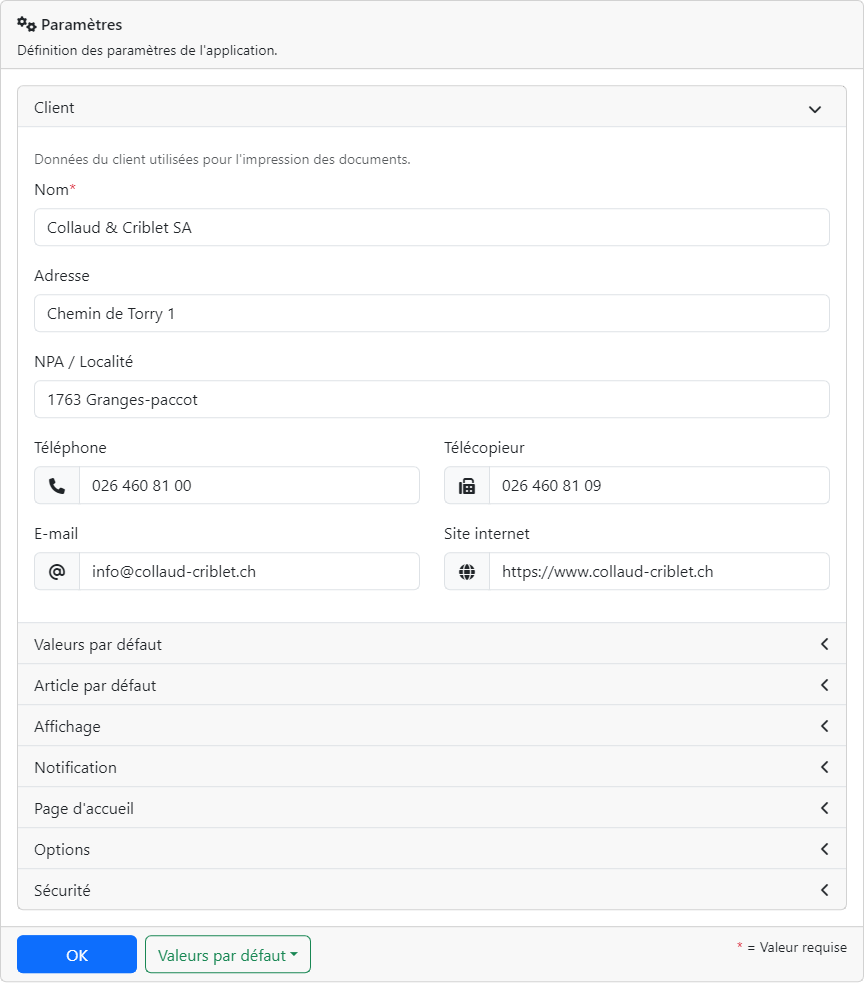 Paramètres
Définition des paramètres de l'application.
Client
Données du client utilisées pour l'impression des documents.
Nom*
Collaud & Criblet SA
Adresse
Chemin de Torry 1
NPA / Localité
1763 Granges-paccot
Téléphone
Télécopieur
026 460 81 00
026 460 81 09
E-mail
Site internet
@ info@collaud-criblet.ch
https://www.collaud-criblet.ch
Valeurs par défaut
Article par défaut
Affichage
Notification
Page d'accueil
Options
Sécurité
OK
Valeurs par défaut
* = Valeur requise